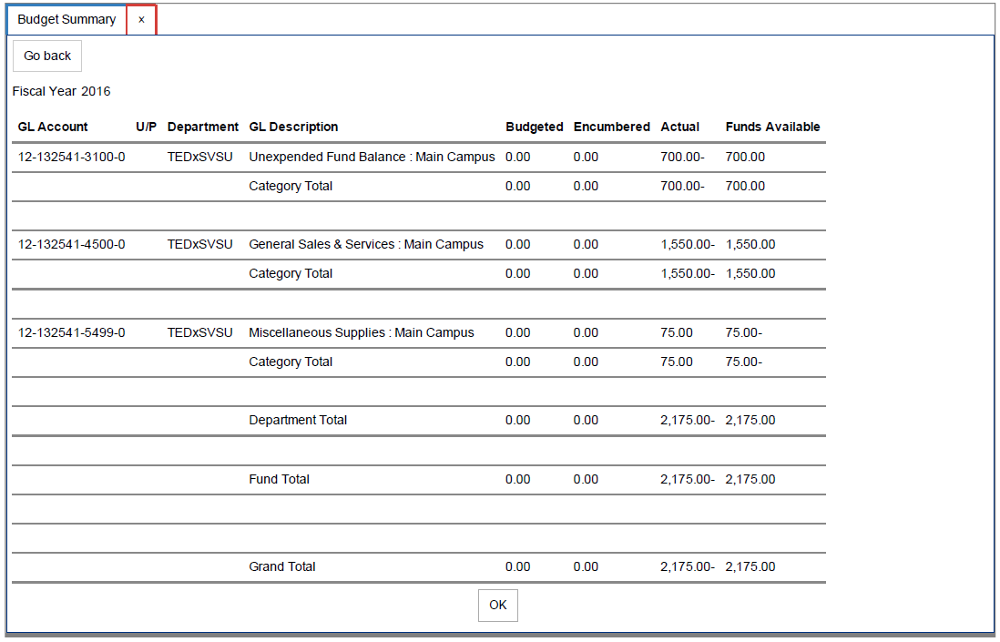 Budget Summary x
Go back
Fiscal Year 2016
GL Account U/P Department GL Description Budgeted Encumbered Actual Funds Available
12-132541-3100-0 TEDxSVSU Unexpended Fund Balance : Main Campus 0.00 0.00 700.00- 700.00
Category Total 0.00 0.00 700.00- 700.00
12-132541-4500-0 TEDxSVSU General Sales & Services : Main Campus 0.00 0.00 1,550.00- 1,550.00
Category Total 0.00 0.00 1,550.00- 1,550.00
12-132541-5499-0 TEDxSVSU Miscellaneous Supplies : Main Campus 0.00 0.00 75.00 75.00-
Category Total 0.00 0.00 75.00 75.00-
Department Total 0.00 0.00 2,175.00- 2,175.00
Fund Total 0.00 0.00 2,175.00- 2,175.00
Grand Total 0.00 0.00 2,175.00- 2,175.00
OK